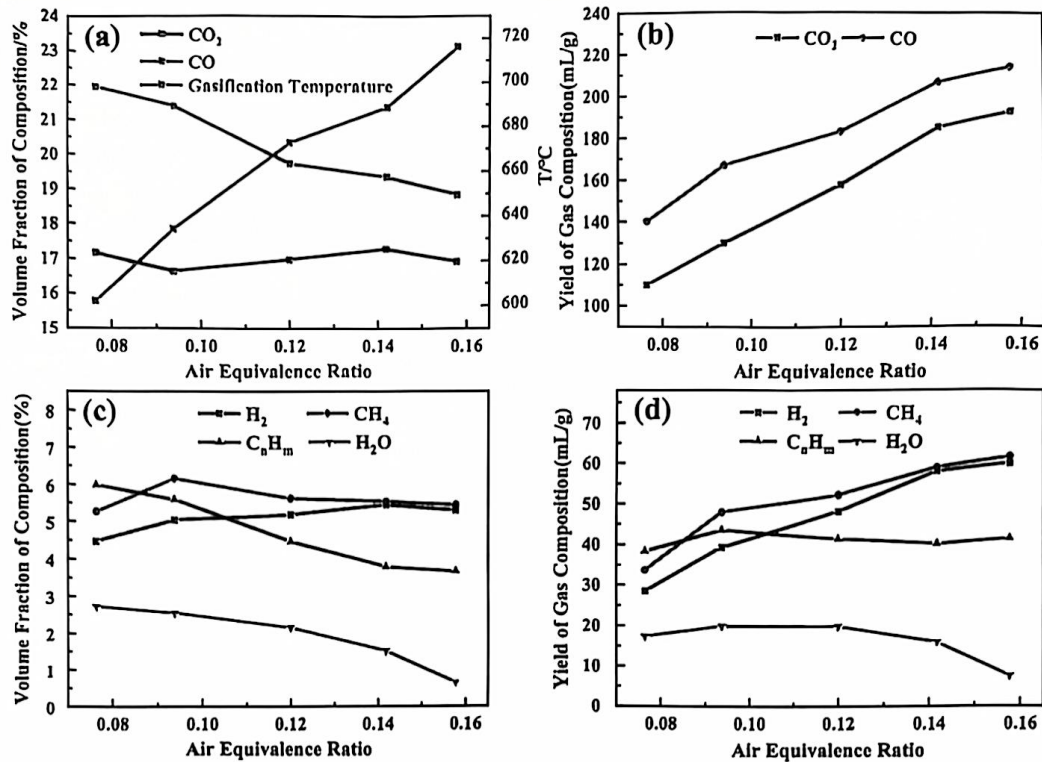 (a)
CO₂
CO
Gasification Temperature
24
23
22
21
20
19
18
17
16
15
Volume Fraction of Composition/%
720
700
680
660
640
620
600
T/°C
0.08 0.10 0.12 0.14 0.16
Air Equivalence Ratio
(b)
CO₂ CO
240
220
200
180
160
140
120
100
Yield of Gas Composition(mL/g)
0.08 0.10 0.12 0.14 0.16
Air Equivalence Ratio
(c)
H₂ CH₄
CₙHₘ H₂O
8
7
6
5
4
3
2
1
0
Volume Fraction of Composition(%)
0.08 0.10 0.12 0.14 0.16
Air Equivalence Ratio
(d)
H₂ CH₄
CₙHₘ H₂O
70
60
50
40
30
20
10
0
Yield of Gas Composition(mL/g)
0.08 0.10 0.12 0.14 0.16
Air Equivalence Ratio